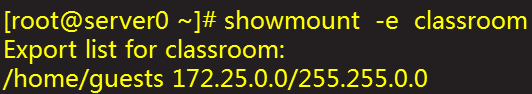 [root@server0 ~]# showmount -e classroom
Export list for classroom:
/home/guests 172.25.0.0/255.255.0.0